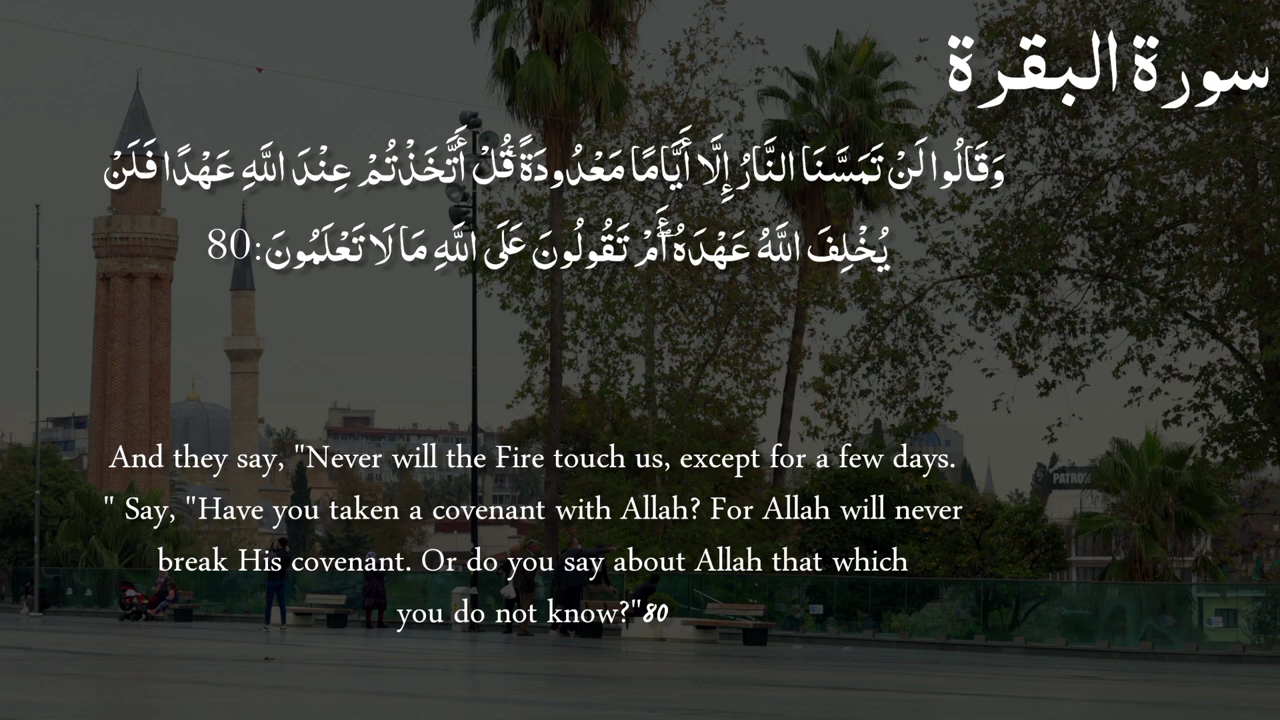 سورة البقرة
وَقَالُوا لَنْ تَمَسَّنَا النَّارُ إِلَّا أَيَّامًا مَعْدُودَةً قُلْ أَتَّخَذْتُمْ عِنْدَ اللَّهِ عَهْدًا فَلَنْ
يُخْلِفَ اللَّهُ عَهْدَهُ أَمْ تَقُولُونَ عَلَى اللَّهِ مَا لَا تَعْلَمُونَ:80
And they say, "Never will the Fire touch us, except for a few days.
" Say, "Have you taken a covenant with Allah? For Allah will never
break His covenant. Or do you say about Allah that which
you do not know?"80